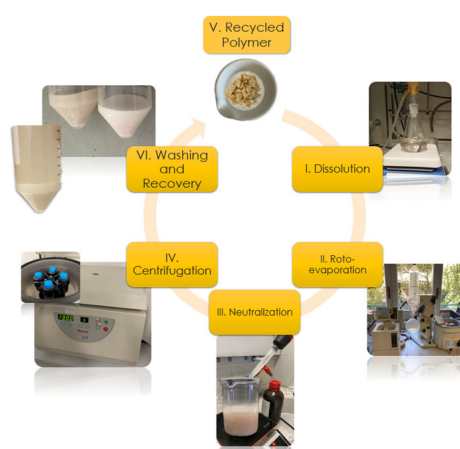 V. Recycled
Polymer
I. Dissolution
II. Roto-
evaporation
III. Neutralization
IV.
Centrifugation
VI. Washing
and
Recovery